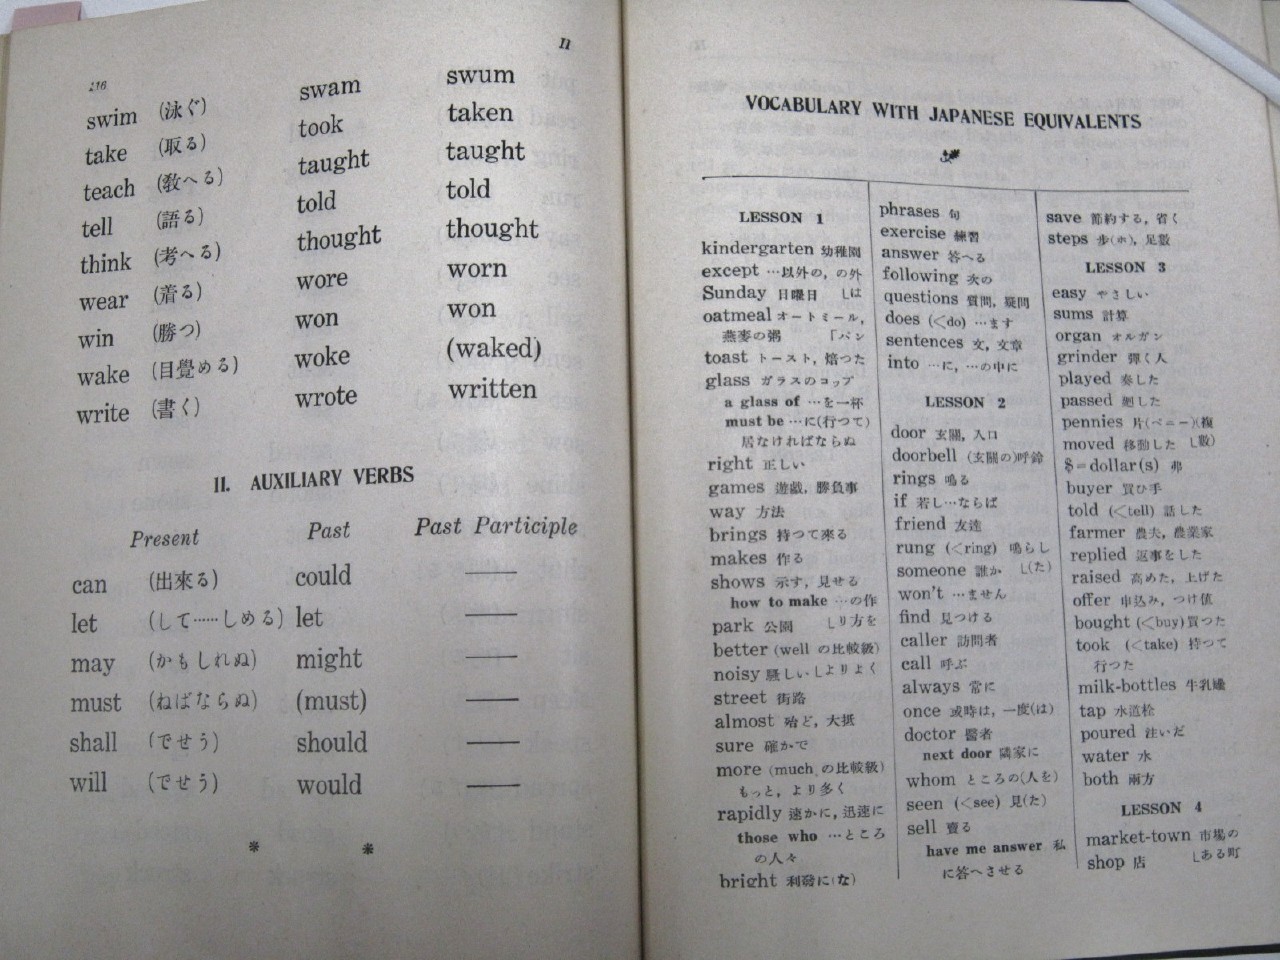 116
II
swim (泳ぐ) swam swum
take (取る) took taken
teach (敎へる) taught taught
tell (語る) told told
think (考へる) thought thought
wear (着る) wore worn
win (勝つ) won won
wake (目覺める) woke (waked)
write (書く) wrote written
II. AUXILIARY VERBS
Present Past Past Participle
can (出來る) could ——
let (して……しめる) let ——
may (かもしれぬ) might ——
must (ねばならぬ) (must) ——
shall (でせう) should ——
will (でせう) would ——
* *
VOCABULARY WITH JAPANESE EQUIVALENTS
LESSON 1
kindergarten 幼稚園
except …以外の, の外
Sunday 日曜日 └は
oatmeal オートミール,
燕麥の粥 「パン
toast トースト, 焙つた
glass ガラスのコップ
a glass of …を一杯
must be …に(行つて)
居なければならぬ
right 正しい
games 遊戯, 勝負事
way 方法
brings 持つて來る
makes 作る
shows 示す, 見せる
how to make …の作
park 公園 └り方を
better (well の比較級)
noisy 騷しい └よりよく
street 街路
almost 殆ど, 大抵
sure 確かで
more (much の比較級)
もっと, より多く
rapidly 速かに, 迅速に
those who …ところ
の人々
bright 利發に(な)
phrases 句
exercise 練習
answer 答へる
following 次の
questions 質問, 疑問
does (<do) …ます
sentences 文, 文章
into …に, …の中に
LESSON 2
door 玄關, 入口
doorbell (玄關の)呼鈴
rings 鳴る
if 若し…ならば
friend 友達
rung (<ring) 鳴らし
someone 誰か └(た)
won't …ません
find 見つける
caller 訪問者
call 呼ぶ
always 常に
once 或時は, 一度(は)
doctor 醫者
next door 隣家に
whom ところの(人を)
seen (<see) 見(た)
sell 賣る
have me answer 私
に答へさせる
save 節約する, 省く
steps 步(ホ), 足數
LESSON 3
easy やさしい
sums 計算
organ オルガン
grinder 彈く人
played 奏した
passed 廻した
pennies 片(ペニー)(複
moved 移動した └數)
$=dollar(s) 弗
buyer 買ひ手
told (<tell) 話した
farmer 農夫, 農業家
replied 返事をした
raised 高めた, 上げた
offer 申込み, つけ値
bought (<buy)買つた
took (<take) 持つて
行つた
milk-bottles 牛乳罎
tap 水道栓
poured 注いだ
water 水
both 兩方
LESSON 4
market-town 市場の
shop 店 └ある町